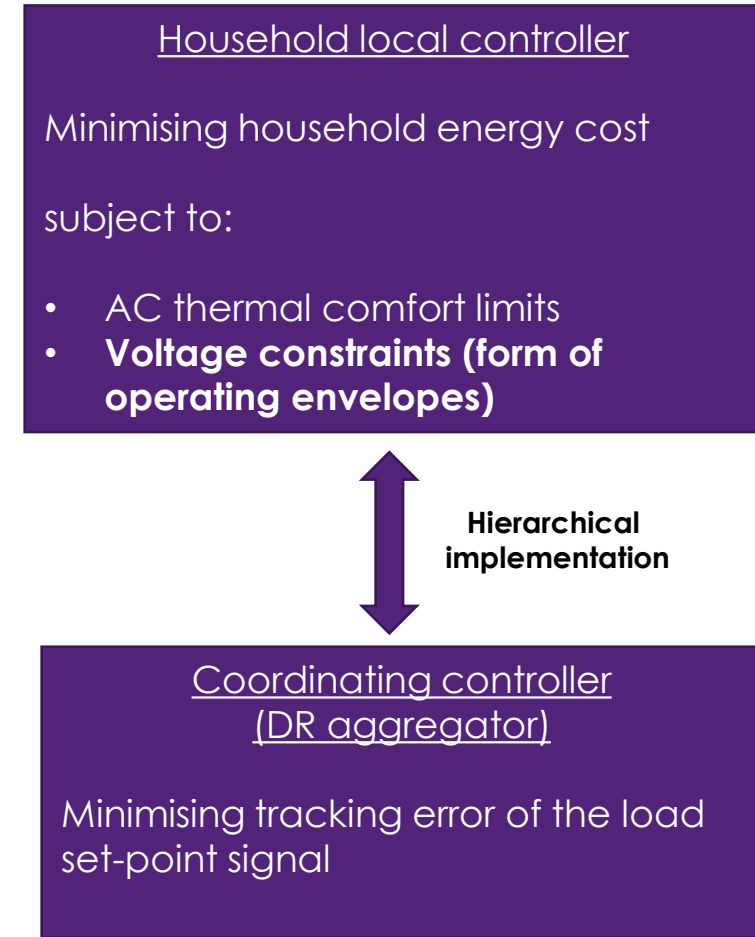 Household local controller
Minimising household energy cost
subject to:
• AC thermal comfort limits
• Voltage constraints (form of
operating envelopes)
Hierarchical
implementation
Coordinating controller
(DR aggregator)
Minimising tracking error of the load
set-point signal